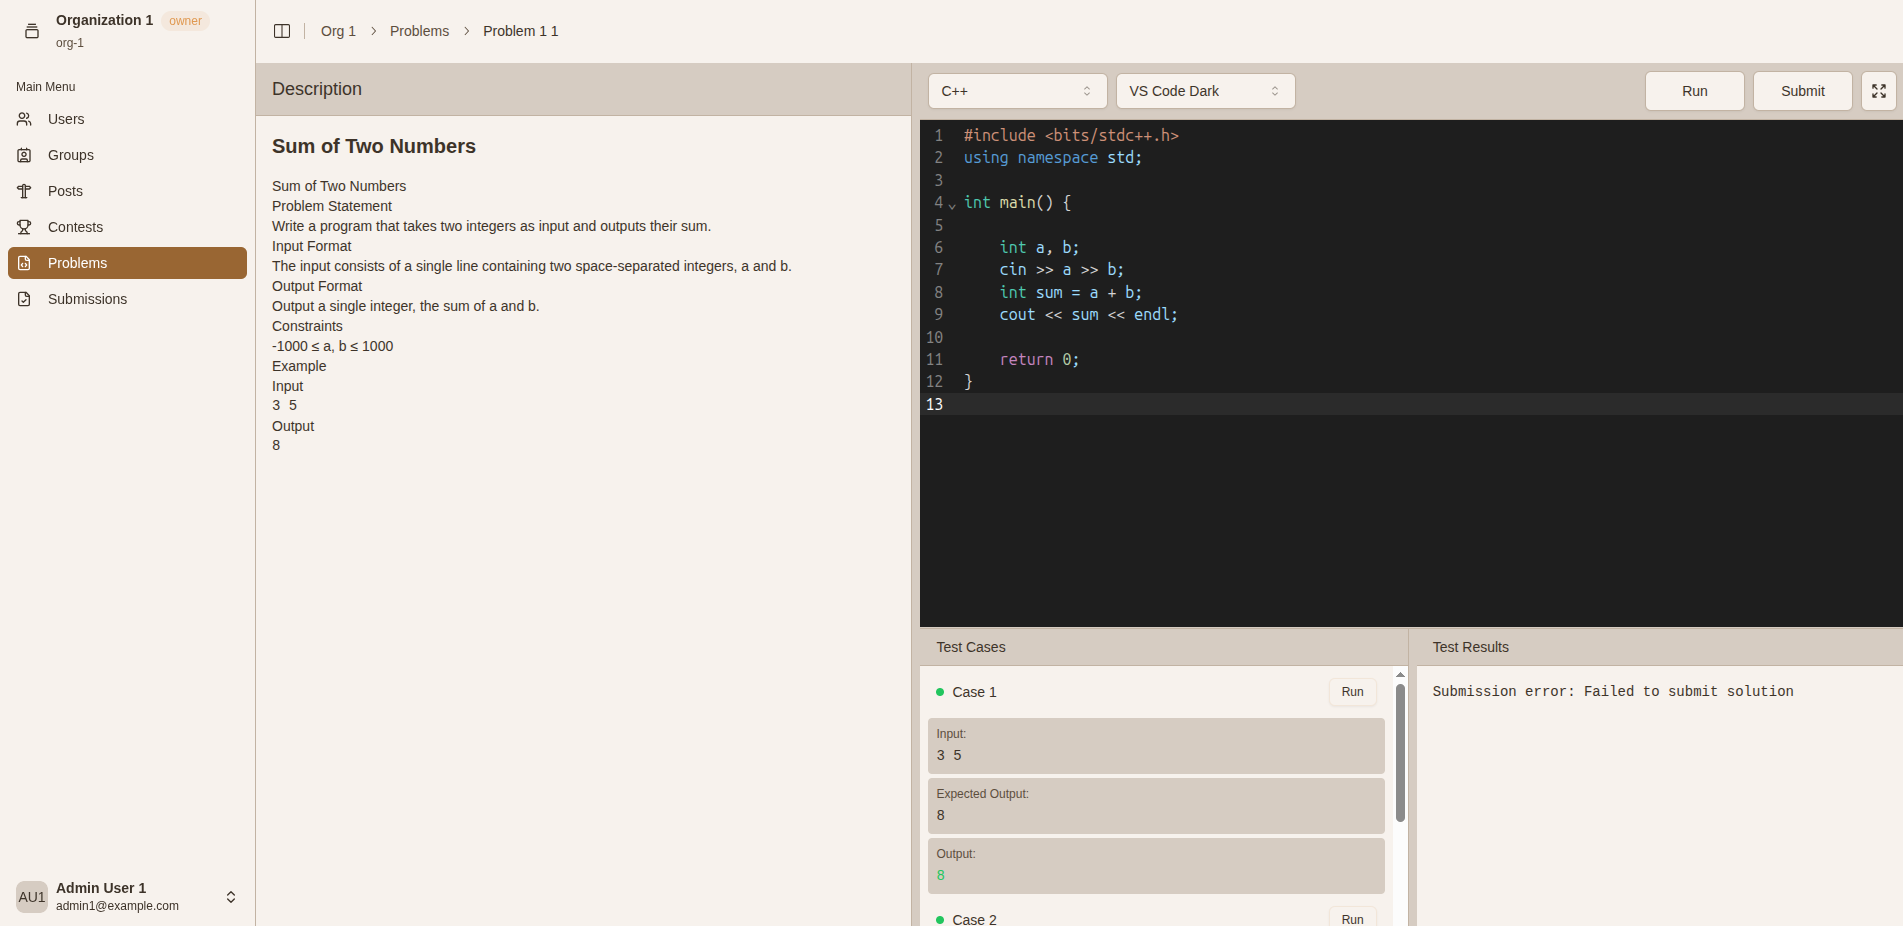 Organization 1 owner
org-1
Main Menu
Users
Groups
Posts
Contests
Problems
Submissions
AU1
Admin User 1
admin1@example.com
Org 1 > Problems > Problem 1 1
Description
Sum of Two Numbers
Sum of Two Numbers
Problem Statement
Write a program that takes two integers as input and outputs their sum.
Input Format
The input consists of a single line containing two space-separated integers, a and b.
Output Format
Output a single integer, the sum of a and b.
Constraints
-1000 ≤ a, b ≤ 1000
Example
Input
3 5
Output
8
C++
VS Code Dark
Run
Submit
1 #include <bits/stdc++.h>
2 using namespace std;
3
4 int main() {
5
6     int a, b;
7     cin >> a >> b;
8     int sum = a + b;
9     cout << sum << endl;
10
11     return 0;
12 }
13
Test Cases
Case 1
Run
Input:
3 5
Expected Output:
8
Output:
8
Case 2
Run
Test Results
Submission error: Failed to submit solution